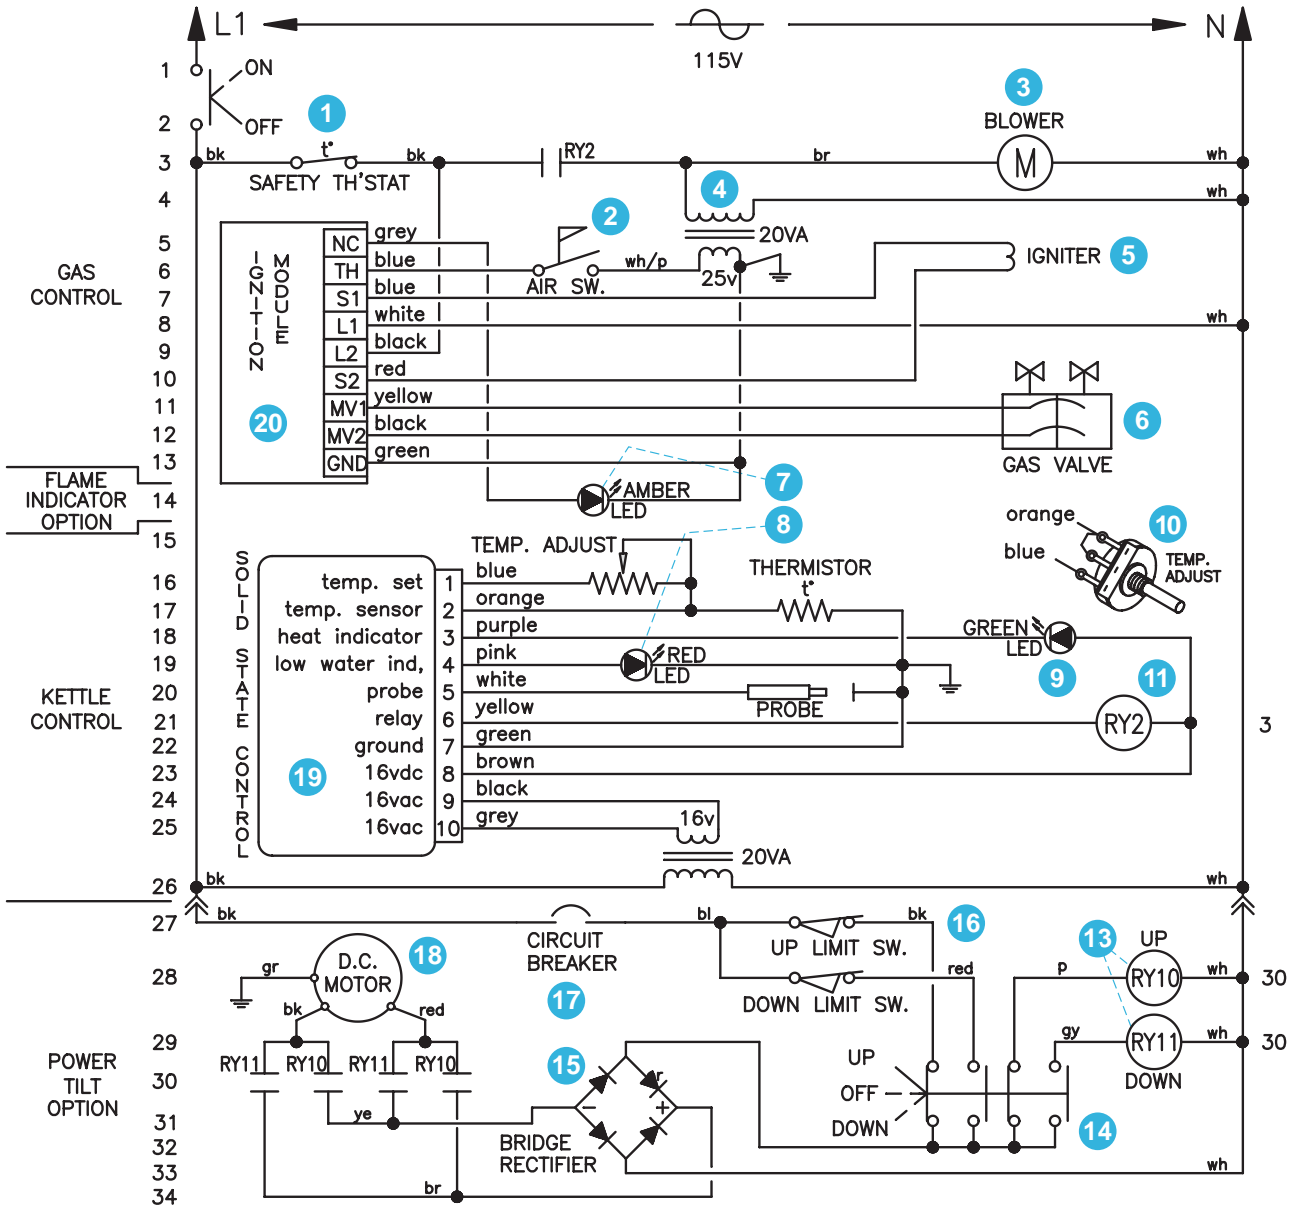 L1
115V
N
1
ON
3
2
OFF
1
BLOWER
3
bk
t°
bk
RY2
br
M
wh
SAFETY TH'STAT
4
4
wh
2
20VA
5
NC
grey
IGNITER
5
GAS
CONTROL
IGNITION
MODULE
6
TH
blue
wh/p
25v
AIR SW.
7
S1
blue
8
L1
white
wh
9
L2
black
10
S2
red
11
MV1
yellow
20
6
12
MV2
black
13
GND
green
GAS VALVE
FLAME
INDICATOR
OPTION
14
AMBER
LED
7
8
orange
10
15
TEMP. ADJUST
blue
TEMP.
ADJUST
SOLID STATE CONTROL
16
temp. set
1
blue
THERMISTOR
t°
17
temp. sensor
2
orange
18
heat indicator
3
purple
GREEN
LED
19
low water ind,
4
pink
RED
LED
9
11
KETTLE
CONTROL
20
probe
5
white
PROBE
21
relay
6
yellow
RY2
3
22
ground
7
green
23
16vdc
8
brown
19
24
16vac
9
black
25
16vac
10
grey
16v
20VA
26
bk
wh
27
bk
bl
bk
16
CIRCUIT
BREAKER
UP LIMIT SW.
13
UP
18
D.C.
MOTOR
28
gr
red
p
RY10
wh
30
17
DOWN LIMIT SW.
bk
red
29
gy
RY11
wh
30
POWER
TILT
OPTION
RY11
RY10
RY11
RY10
15
UP
DOWN
30
r
OFF
31
ye
-
+
DOWN
14
32
BRIDGE
RECTIFIER
33
wh
34
br